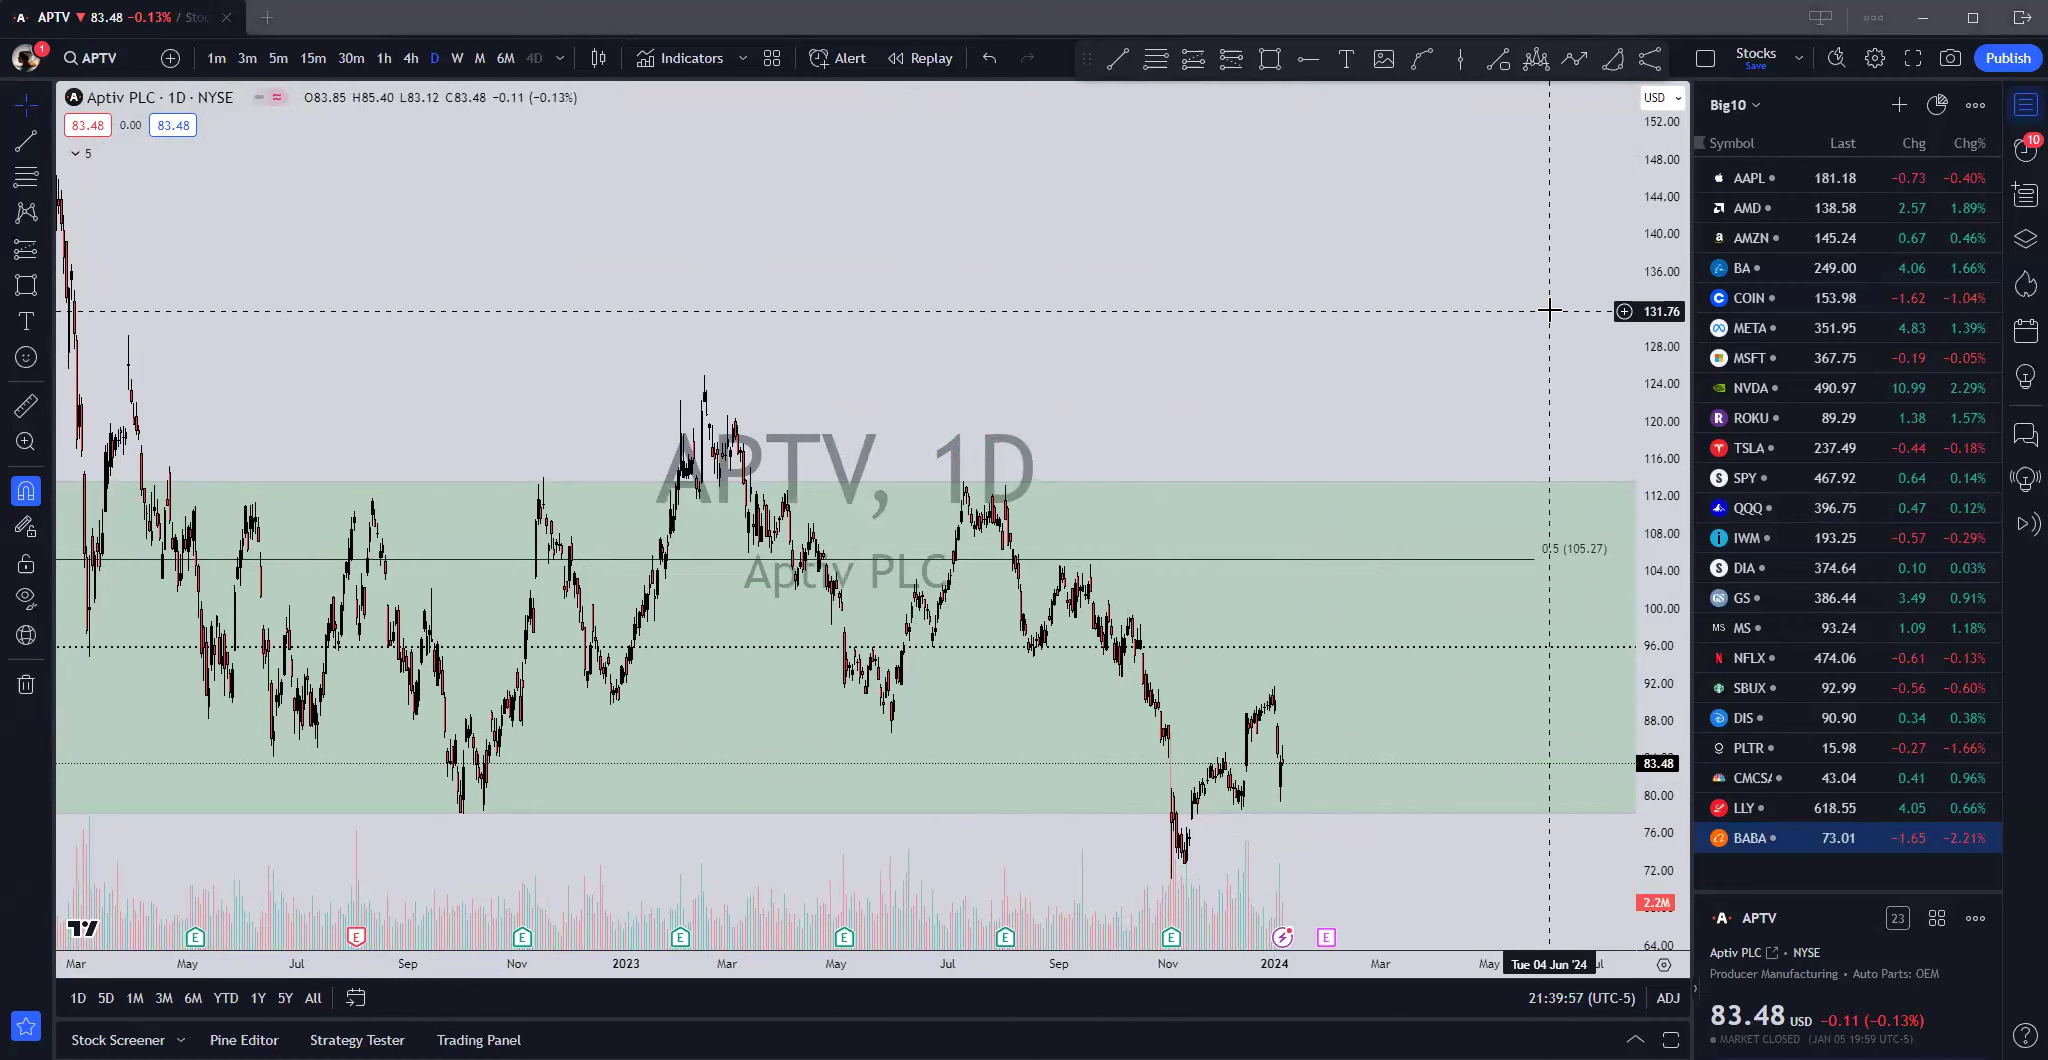 APTV 83.48 −0.13% / Sto
1 APTV 1m 3m 5m 15m 30m 1h 4h D W M 6M 4D Indicators Alert Replay Stocks Save Publish
Aptiv PLC · 1D · NYSE O83.85 H85.40 L83.12 C83.48 −0.11 (−0.13%)
83.48 0.00 83.48
5
USD
152.00
148.00
144.00
140.00
136.00
131.76
128.00
124.00
120.00
116.00
112.00
108.00
104.00
100.00
96.00
92.00
88.00
83.48
80.00
76.00
72.00
2.2M
64.00
APTV, 1D
Aptiv PLC
0.5 (105.27)
E E E E E E E E
Mar May Jul Sep Nov 2023 Mar May Jul Sep Nov 2024 Mar May Tue 04 Jun '24 ul
1D 5D 1M 3M 6M YTD 1Y 5Y All 21:39:57 (UTC-5) ADJ
Stock Screener Pine Editor Strategy Tester Trading Panel
Big10
10
Symbol Last Chg Chg%
AAPL 181.18 −0.73 −0.40%
AMD 138.58 2.57 1.89%
AMZN 145.24 0.67 0.46%
BA 249.00 4.06 1.66%
COIN 153.98 −1.62 −1.04%
META 351.95 4.83 1.39%
MSFT 367.75 −0.19 −0.05%
NVDA 490.97 10.99 2.29%
ROKU 89.29 1.38 1.57%
TSLA 237.49 −0.44 −0.18%
SPY 467.92 0.64 0.14%
QQQ 396.75 0.47 0.12%
IWM 193.25 −0.57 −0.29%
DIA 374.64 0.10 0.03%
GS GS 386.44 3.49 0.91%
MS MS 93.24 1.09 1.18%
NFLX 474.06 −0.61 −0.13%
SBUX 92.99 −0.56 −0.60%
DIS 90.90 0.34 0.38%
PLTR 15.98 −0.27 −1.66%
CMCSA 43.04 0.41 0.96%
LLY 618.55 4.05 0.66%
BABA 73.01 −1.65 −2.21%
APTV 23
Aptiv PLC · NYSE
Producer Manufacturing · Auto Parts: OEM
83.48 USD −0.11 (−0.13%)
MARKET CLOSED (JAN 05 19:59 UTC-5)